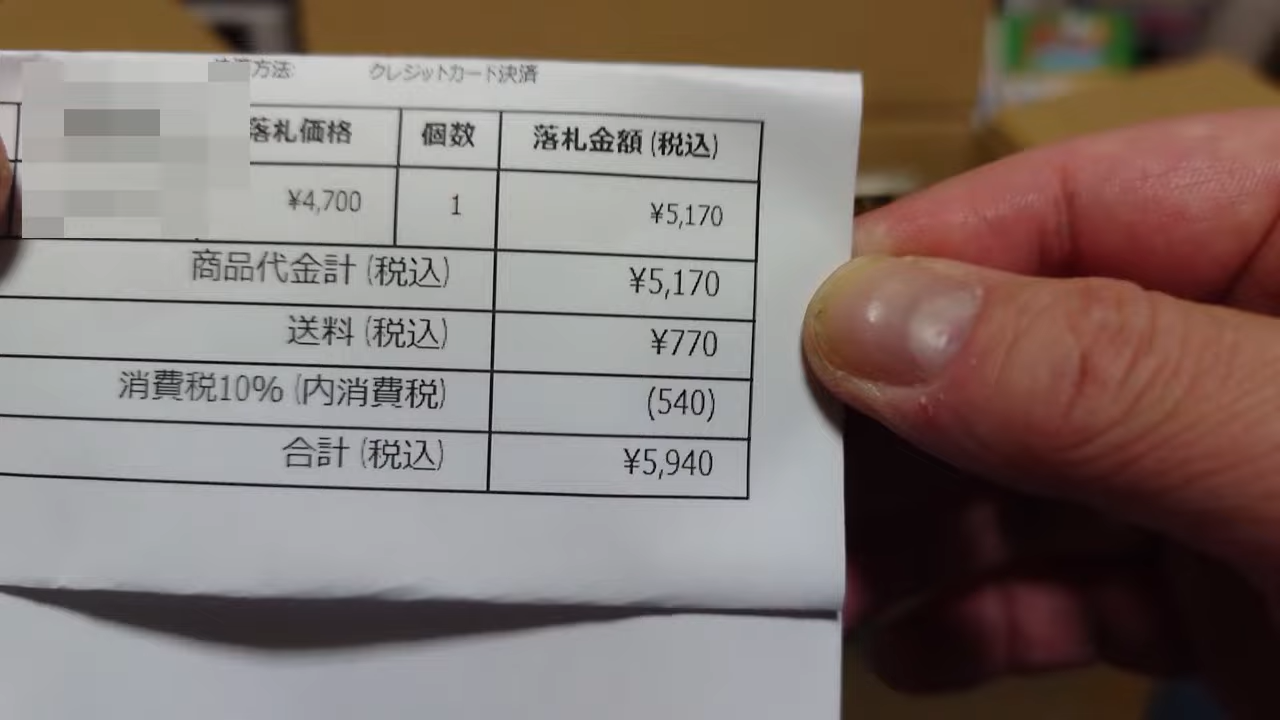 方法: クレジットカード決済
落札価格 個数 落札金額 (税込)
¥4,700 1 ¥5,170
商品代金計 (税込) ¥5,170
送料 (税込) ¥770
消費税10% (内消費税) (540)
合計 (税込) ¥5,940